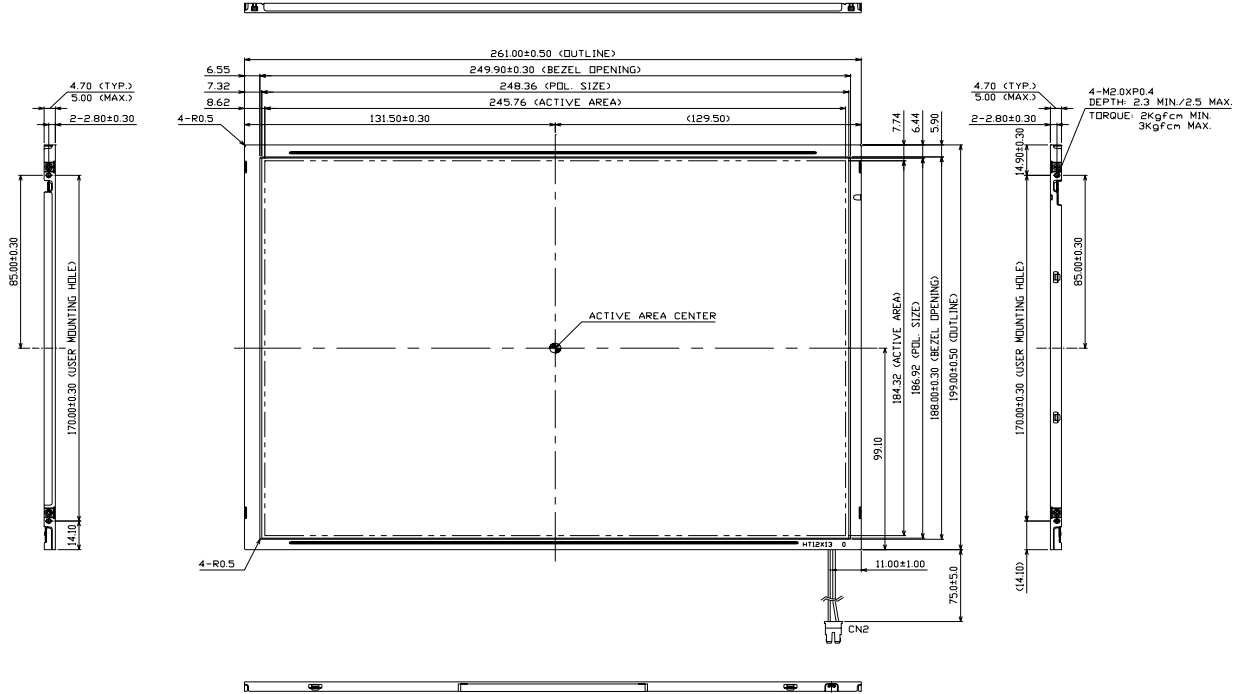 261.00±0.50 (OUTLINE)
6.55
249.90±0.30 (BEZEL OPENING)
7.32
248.36 (POL. SIZE)
8.62
245.76 (ACTIVE AREA)
4-R0.5
131.50±0.30
(129.50)
7.74
6.44
5.90
4.70 (TYP.)
5.00 (MAX.)
2-2.80±0.30
4.70 (TYP.)
5.00 (MAX.)
2-2.80±0.30
4-M2.0XP0.4
DEPTH: 2.3 MIN./2.5 MAX.
TORQUE: 2Kgfcm MIN.
3Kgfcm MAX.
14.90±0.30
85.00±0.30
170.00±0.30 (USER MOUNTING HOLE)
14.10
ACTIVE AREA CENTER
184.32 (ACTIVE AREA)
186.92 (POL. SIZE)
188.00±0.30 (BEZEL OPENING)
199.00±0.50 (OUTLINE)
99.10
170.00±0.30 (USER MOUNTING HOLE)
85.00±0.30
(14.10)
HT12X13 0
4-R0.5
11.00±1.00
75.0±5.0
CN2